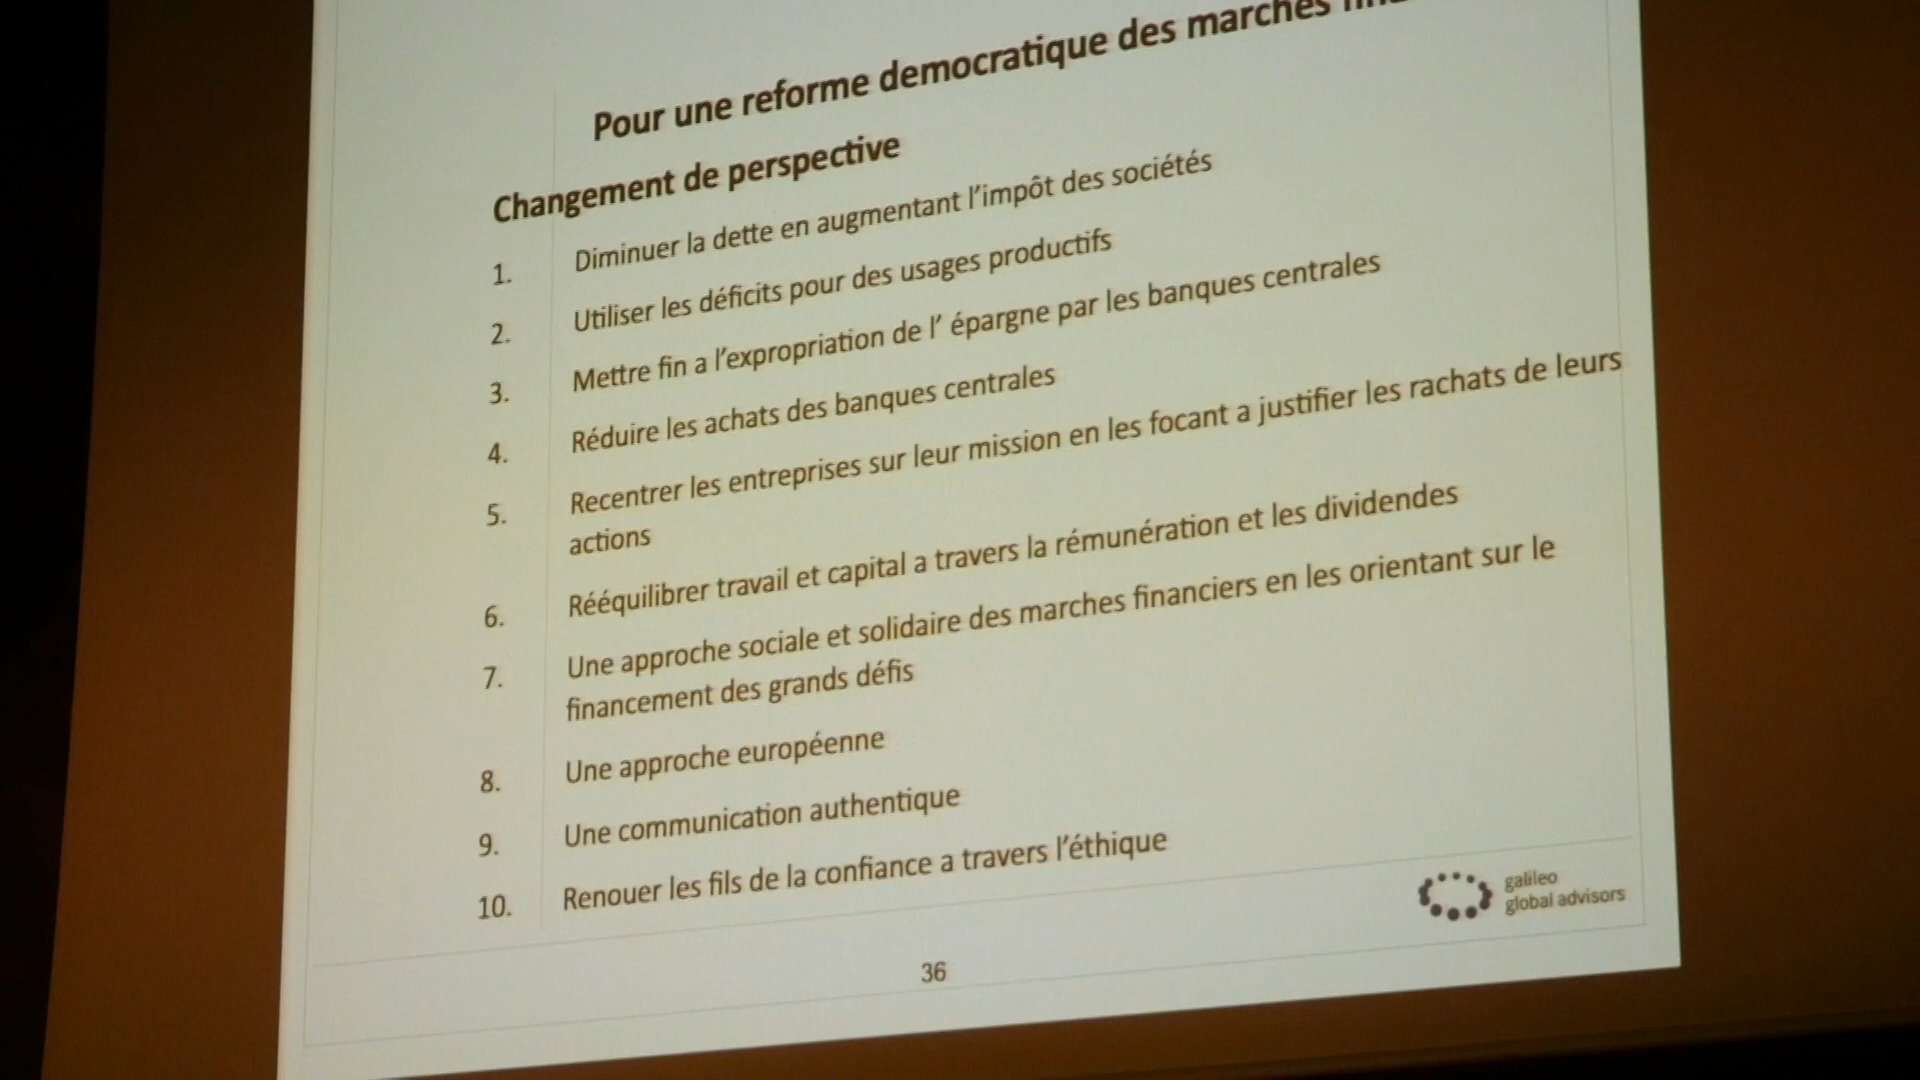 Pour une reforme democratique des marches
Changement de perspective
1. Diminuer la dette en augmentant l'impôt des sociétés
2. Utiliser les déficits pour des usages productifs
3. Mettre fin a l'expropriation de l' épargne par les banques centrales
4. Réduire les achats des banques centrales
5. Recentrer les entreprises sur leur mission en les focant a justifier les rachats de leurs
actions
6. Rééquilibrer travail et capital a travers la rémunération et les dividendes
7. Une approche sociale et solidaire des marches financiers en les orientant sur le
financement des grands défis
8. Une approche européenne
9. Une communication authentique
10. Renouer les fils de la confiance a travers l'éthique
galileo
global advisors
36